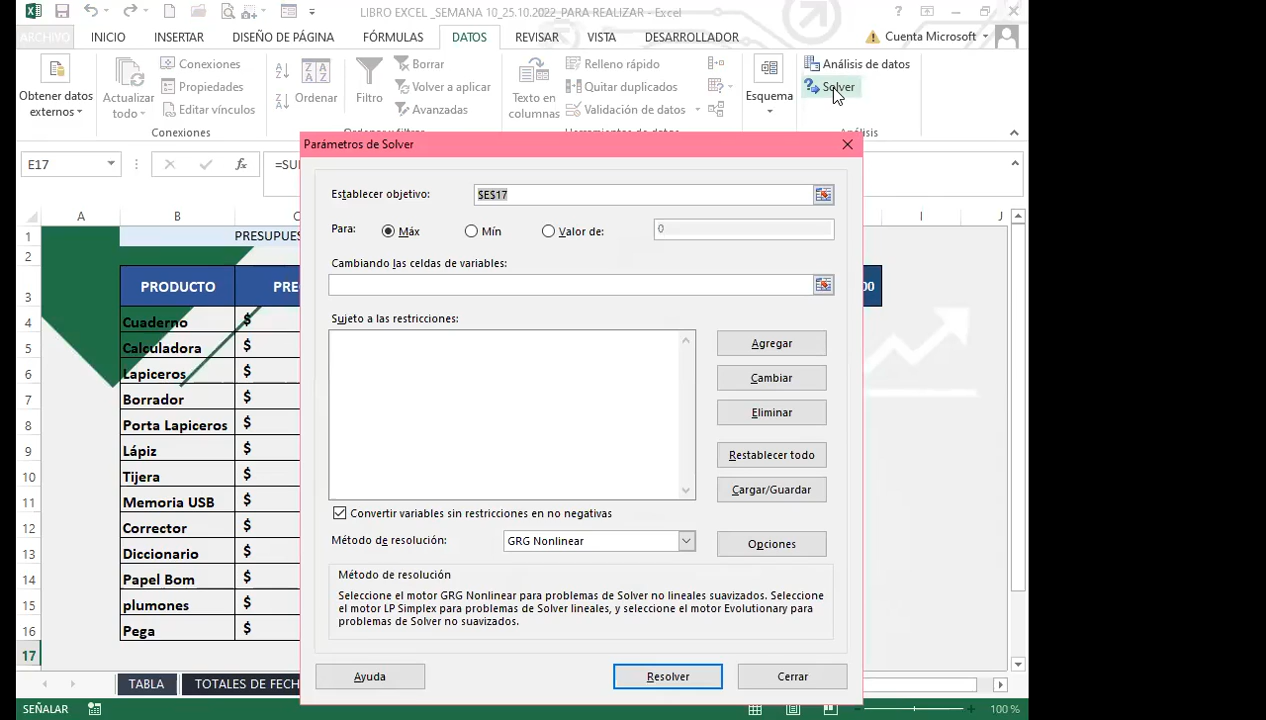 LIBRO EXCEL _SEMANA 10_25.10.2022_PARA REALIZAR - Excel
ARCHIVO INICIO INSERTAR DISEÑO DE PÁGINA FÓRMULAS DATOS REVISAR VISTA DESARROLLADOR Cuenta Microsoft
Obtener datos externos
Actualizar todo
Conexiones
Propiedades
Editar vínculos
Conexiones
Ordenar
Filtro
Borrar
Volver a aplicar
Avanzadas
Ordenar y filtrar
Texto en columnas
Relleno rápido
Quitar duplicados
Validación de datos
Herramientas de datos
Esquema
Análisis de datos
Solver
Análisis
E17 fx =SU
A B C I J
1 PRESUPUES
2
3 PRODUCTO PRE 00
4 Cuaderno $
5 Calculadora $
6 Lapiceros $
7 Borrador $
8 Porta Lapiceros $
9 Lápiz $
10 Tijera $
11 Memoria USB $
12 Corrector $
13 Diccionario $
14 Papel Bom $
15 plumones $
16 Pega $
17
Parámetros de Solver
Establecer objetivo: $E$17
Para: Máx Mín Valor de: 0
Cambiando las celdas de variables:
Sujeto a las restricciones:
Agregar
Cambiar
Eliminar
Restablecer todo
Cargar/Guardar
Convertir variables sin restricciones en no negativas
Método de resolución: GRG Nonlinear Opciones
Método de resolución
Seleccione el motor GRG Nonlinear para problemas de Solver no lineales suavizados. Seleccione
el motor LP Simplex para problemas de Solver lineales, y seleccione el motor Evolutionary para
problemas de Solver no suavizados.
Ayuda Resolver Cerrar
TABLA TOTALES DE FECH
SEÑALAR 100 %